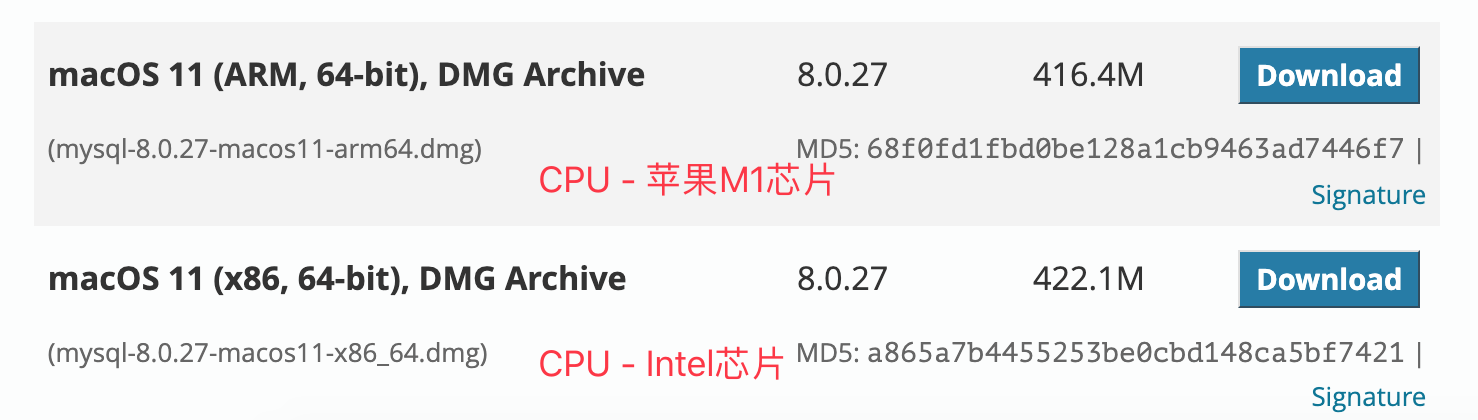 macOS 11 (ARM, 64-bit), DMG Archive 8.0.27 416.4M Download
(mysql-8.0.27-macos11-arm64.dmg) MD5: 68f0fd1fbd0be128a1cb9463ad7446f7 |
CPU - 苹果M1芯片
Signature
macOS 11 (x86, 64-bit), DMG Archive 8.0.27 422.1M Download
(mysql-8.0.27-macos11-x86_64.dmg) MD5: a865a7b4455253be0cbd148ca5bf7421 |
CPU - Intel芯片
Signature